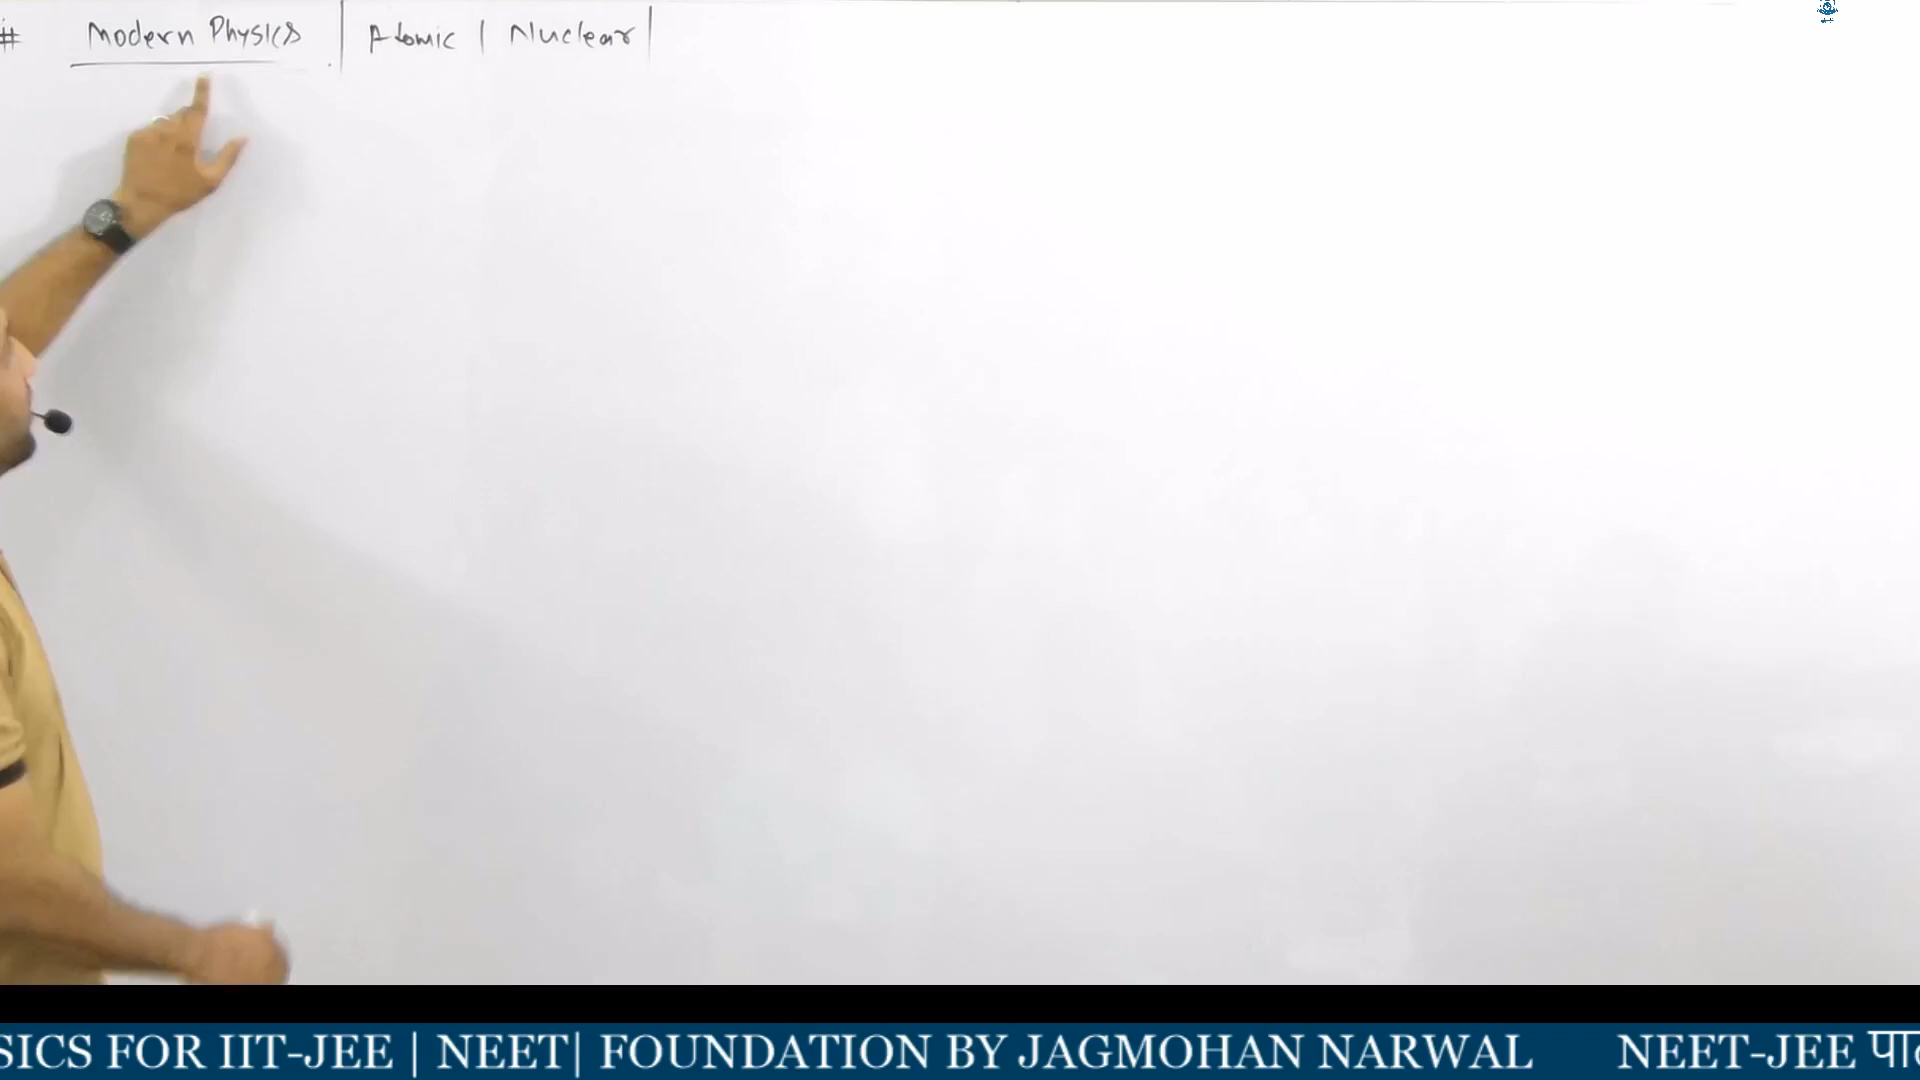 # Modern Physics | Atomic | Nuclear |
SICS FOR IIT-JEE | NEET| FOUNDATION BY JAGMOHAN NARWAL NEET-JEE